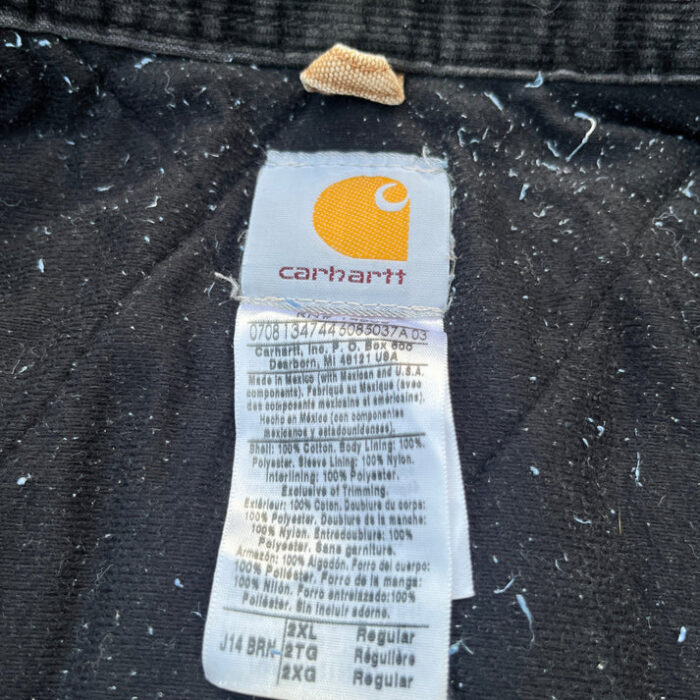 carhartt
0708 134744 6085037A 03
Carhartt, Inc. P.O. Box 600
Dearborn, MI 48121 USA
Made in Mexico (with Mexican and U.S.A.
components). Fabriqué au Mexique (avec
des composants mexicains et américains).
Hecho en México (con componentes
mexicanos y estadounidenses).
Shell: 100% Cotton. Body Lining: 100%
Polyester. Sleeve Lining: 100% Nylon.
Interlining: 100% Polyester.
Exclusive of Trimming.
Extérieur: 100% Coton. Doublure du corps:
100% Polyester. Doublure de la manche:
100% Nylon. Entredoublure: 100%
Polyester. Sans garniture.
Armazón: 100% Algodón. Forro del cuerpo:
100% Poliéster. Forro de la manga:
100% Nilón. Forro entrelazado:100%
Poliéster. Sin incluir adorno.
J14 BRN
2XL Regular
2TG Régulière
2XG Regular